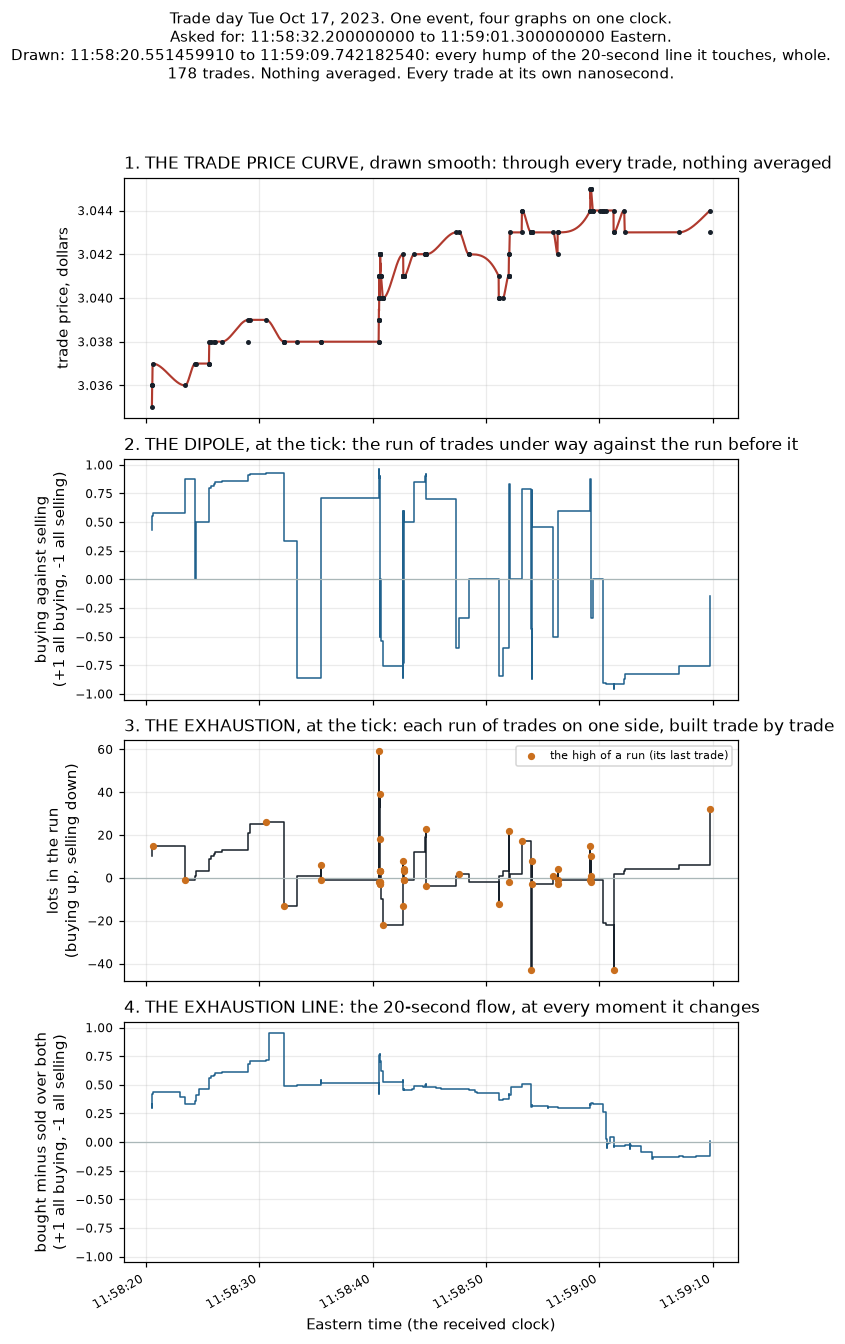 Trade day Tue Oct 17, 2023. One event, four graphs on one clock.
Asked for: 11:58:32.200000000 to 11:59:01.300000000 Eastern.
Drawn: 11:58:20.551459910 to 11:59:09.742182540: every hump of the 20-second line it touches, whole.
178 trades. Nothing averaged. Every trade at its own nanosecond.
1. THE TRADE PRICE CURVE, drawn smooth: through every trade, nothing averaged
trade price, dollars
3.044
3.042
3.040
3.038
3.036
2. THE DIPOLE, at the tick: the run of trades under way against the run before it
buying against selling
(+1 all buying, -1 all selling)
1.00
0.75
0.50
0.25
0.00
−0.25
−0.50
−0.75
−1.00
3. THE EXHAUSTION, at the tick: each run of trades on one side, built trade by trade
lots in the run
(buying up, selling down)
60
40
20
0
−20
−40
the high of a run (its last trade)
4. THE EXHAUSTION LINE: the 20-second flow, at every moment it changes
bought minus sold over both
(+1 all buying, -1 all selling)
1.00
0.75
0.50
0.25
0.00
−0.25
−0.50
−0.75
−1.00
11:58:20
11:58:30
11:58:40
11:58:50
11:59:00
11:59:10
Eastern time (the received clock)